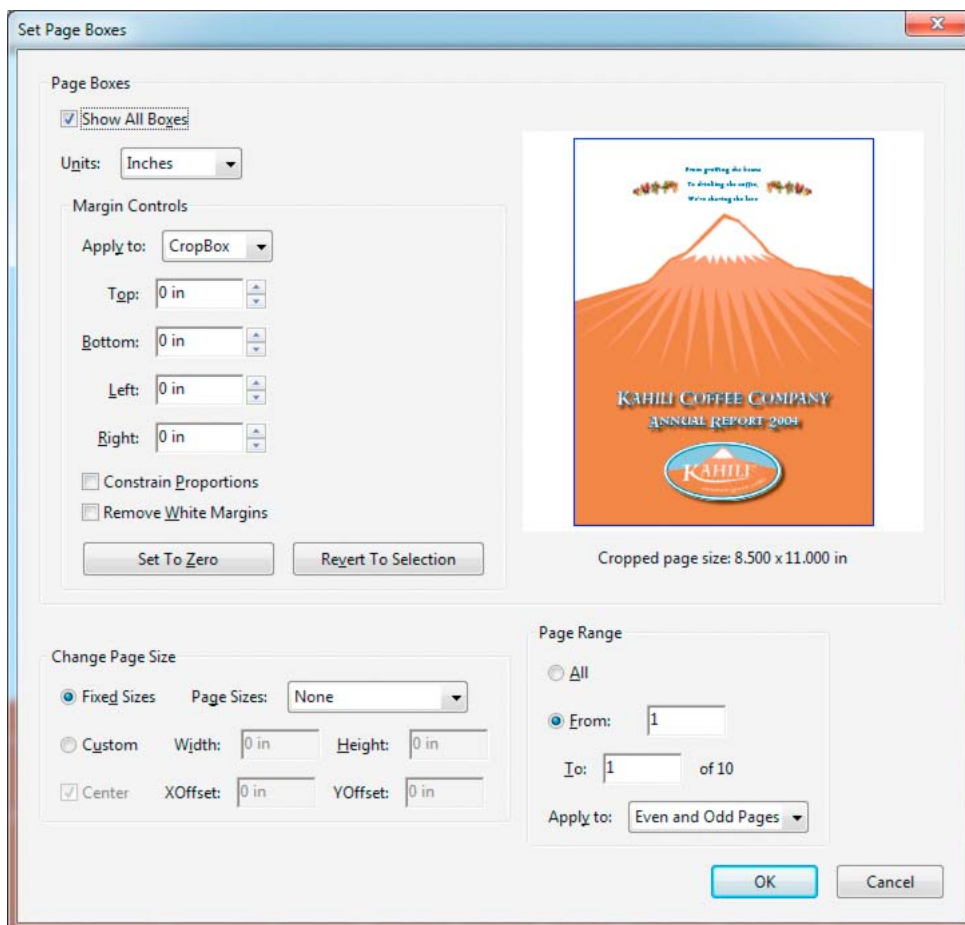 Set Page Boxes
Page Boxes
Show All Boxes
Units: Inches
Margin Controls
Apply to: CropBox
Top: 0 in
Bottom: 0 in
Left: 0 in
Right: 0 in
Constrain Proportions
Remove White Margins
Set To Zero
Revert To Selection
To drinking the coffee,
KAHILI COFFEE COMPANY
ANNUAL REPORT 2004
KAHILI
Cropped page size: 8.500 x 11.000 in
Change Page Size
Fixed Sizes Page Sizes: None
Custom Width: 0 in Height: 0 in
Center XOffset: 0 in YOffset: 0 in
Page Range
All
From: 1
To: 1 of 10
Apply to: Even and Odd Pages
OK
Cancel